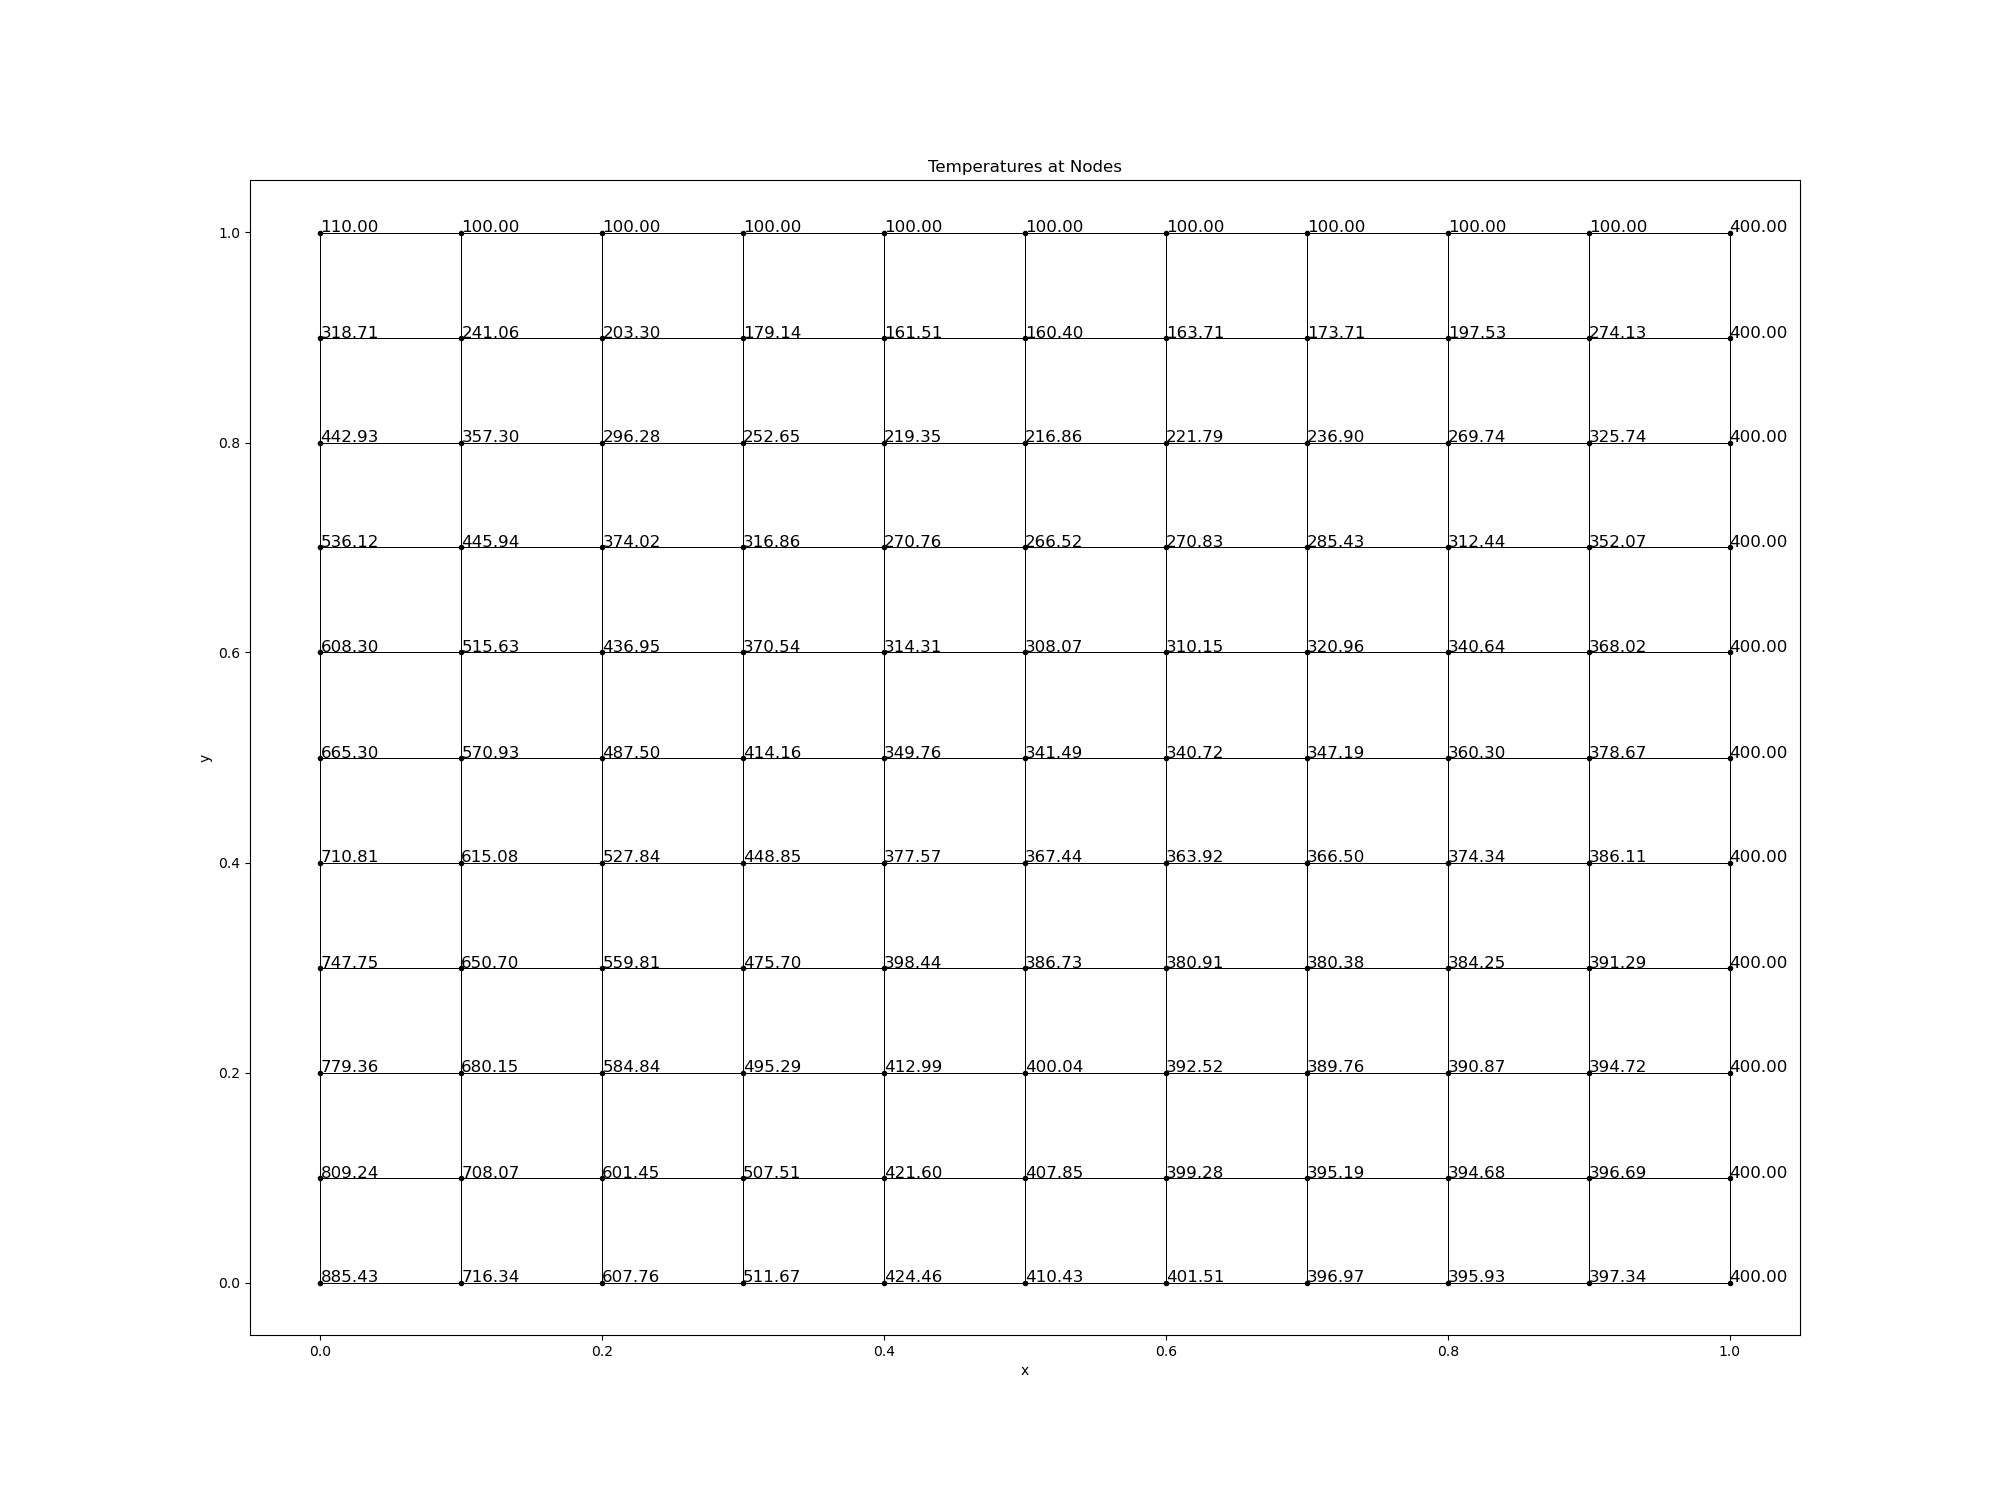 Temperatures at Nodes
1.0 110.00 100.00 100.00 100.00 100.00 100.00 100.00 100.00 100.00 100.00 400.00
318.71 241.06 203.30 179.14 161.51 160.40 163.71 173.71 197.53 274.13 400.00
0.8 442.93 357.30 296.28 252.65 219.35 216.86 221.79 236.90 269.74 325.74 400.00
536.12 445.94 374.02 316.86 270.76 266.52 270.83 285.43 312.44 352.07 400.00
0.6 608.30 515.63 436.95 370.54 314.31 308.07 310.15 320.96 340.64 368.02 400.00
y 665.30 570.93 487.50 414.16 349.76 341.49 340.72 347.19 360.30 378.67 400.00
0.4 710.81 615.08 527.84 448.85 377.57 367.44 363.92 366.50 374.34 386.11 400.00
747.75 650.70 559.81 475.70 398.44 386.73 380.91 380.38 384.25 391.29 400.00
0.2 779.36 680.15 584.84 495.29 412.99 400.04 392.52 389.76 390.87 394.72 400.00
809.24 708.07 601.45 507.51 421.60 407.85 399.28 395.19 394.68 396.69 400.00
0.0 885.43 716.34 607.76 511.67 424.46 410.43 401.51 396.97 395.93 397.34 400.00
0.0 0.2 0.4 0.6 0.8 1.0
x